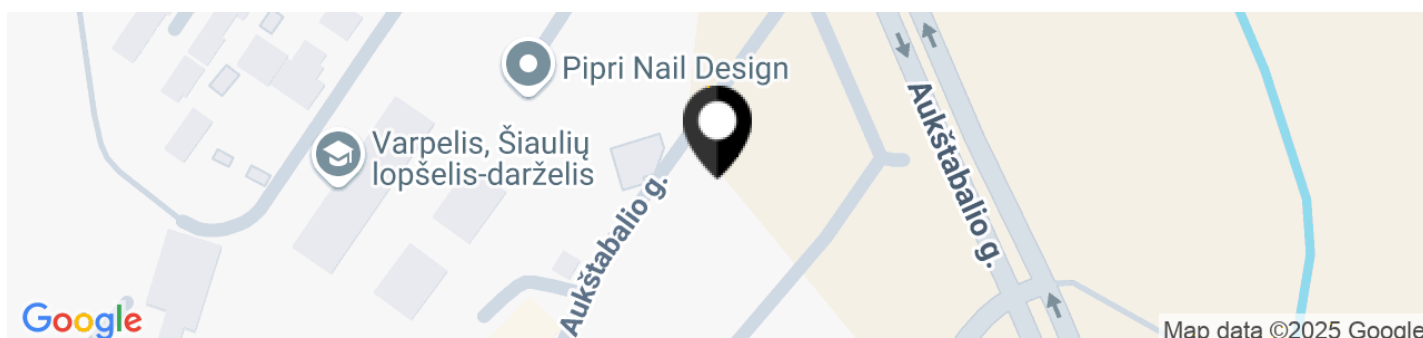 Pipri Nail Design
Varpelis, Šiaulių
lopšelis-darželis
Aukštabalio g.
Aukštabalio g.
Google
Map data ©2025 Google